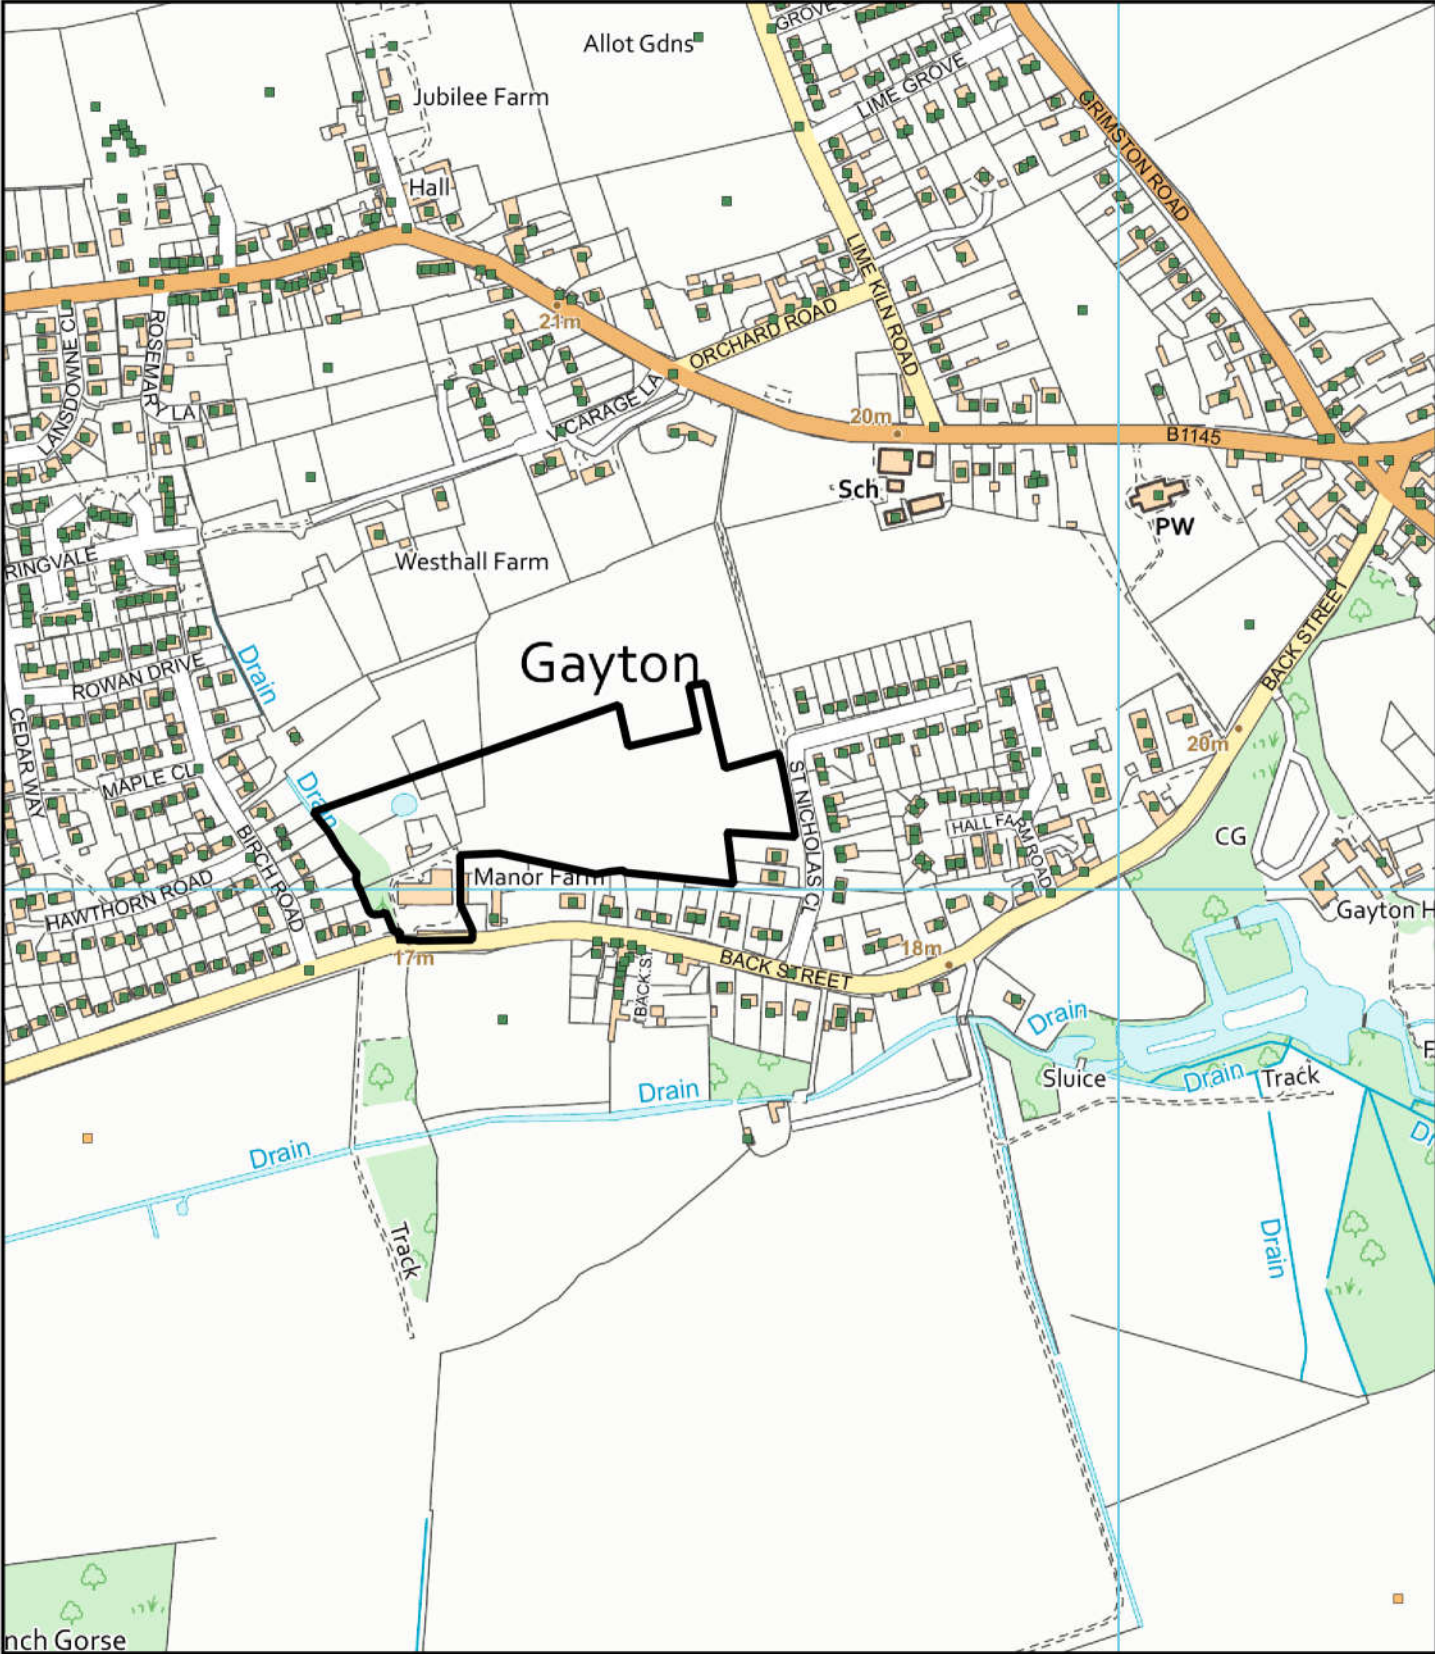 GROVE
Allot Gdns
Jubilee Farm
LIME GROVE
GRIMSTON ROAD
Hall
LIME KILN ROAD
21m
ORCHARD ROAD
LANSDOWNE CL
ROSEMARY LA
VICARAGE LA
20m
B1145
Sch
PW
Westhall Farm
RINGVALE
BACK STREET
Gayton
Drain
ROWAN DRIVE
CEDAR WAY
20m
MAPLE CL
Drain
ST NICHOLAS CL
HALL FARM ROAD
CG
BIRCH ROAD
Manor Farm
HAWTHORN ROAD
Gayton H
17m
18m
BACK STREET
BACK S
Drain
Sluice
Drain
Track
F
Drain
Drain
Dr
Track
Drain
nch Gorse